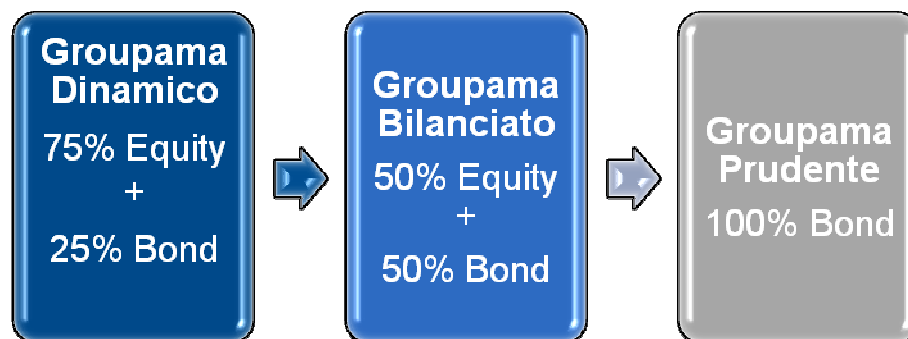 Groupama
Dinamico
75% Equity
+
25% Bond
Groupama
Bilanciato
50% Equity
+
50% Bond
Groupama
Prudente
100% Bond